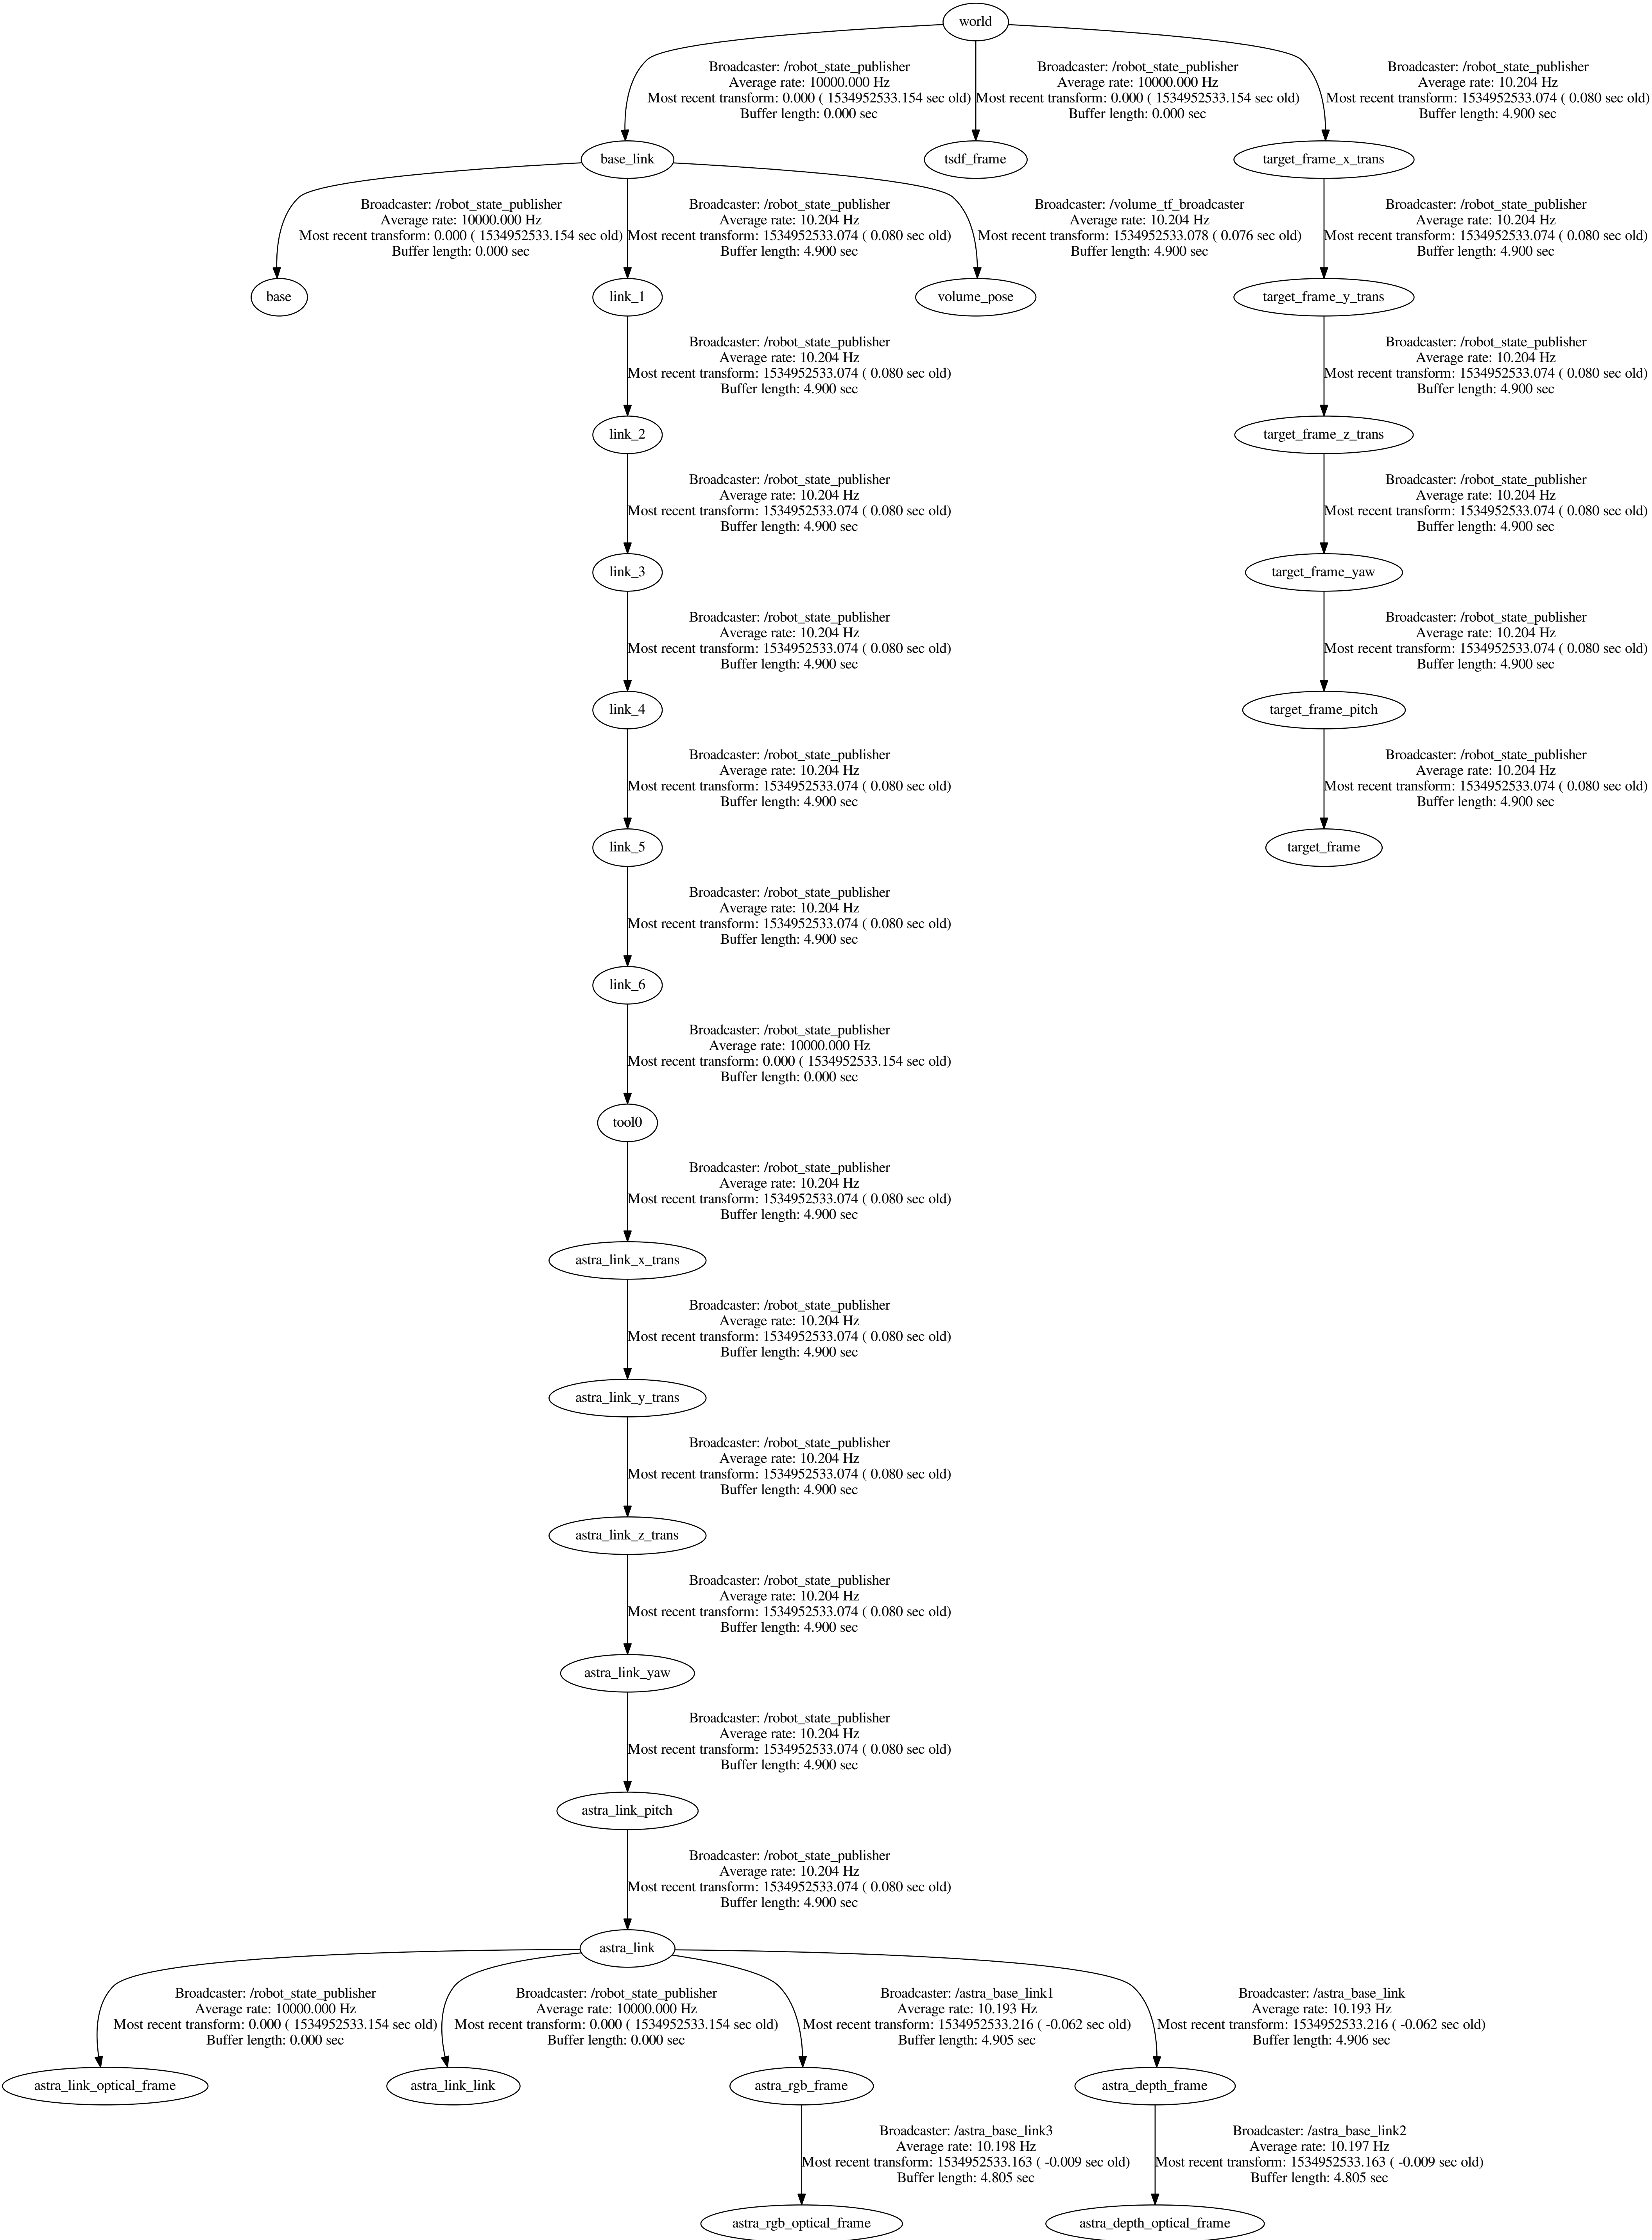 world
Broadcaster: /robot_state_publisher
Average rate: 10000.000 Hz
Most recent transform: 0.000 ( 1534952533.154 sec old)
Buffer length: 0.000 sec
Broadcaster: /robot_state_publisher
Average rate: 10000.000 Hz
Most recent transform: 0.000 ( 1534952533.154 sec old)
Buffer length: 0.000 sec
Broadcaster: /robot_state_publisher
Average rate: 10.204 Hz
Most recent transform: 1534952533.074 ( 0.080 sec old)
Buffer length: 4.900 sec
base_link
tsdf_frame
target_frame_x_trans
Broadcaster: /robot_state_publisher
Average rate: 10000.000 Hz
Most recent transform: 0.000 ( 1534952533.154 sec old)
Buffer length: 0.000 sec
Broadcaster: /robot_state_publisher
Average rate: 10.204 Hz
Most recent transform: 1534952533.074 ( 0.080 sec old)
Buffer length: 4.900 sec
Broadcaster: /volume_tf_broadcaster
Average rate: 10.204 Hz
Most recent transform: 1534952533.078 ( 0.076 sec old)
Buffer length: 4.900 sec
Broadcaster: /robot_state_publisher
Average rate: 10.204 Hz
Most recent transform: 1534952533.074 ( 0.080 sec old)
Buffer length: 4.900 sec
base
link_1
volume_pose
target_frame_y_trans
Broadcaster: /robot_state_publisher
Average rate: 10.204 Hz
Most recent transform: 1534952533.074 ( 0.080 sec old)
Buffer length: 4.900 sec
Broadcaster: /robot_state_publisher
Average rate: 10.204 Hz
Most recent transform: 1534952533.074 ( 0.080 sec old)
Buffer length: 4.900 sec
link_2
target_frame_z_trans
Broadcaster: /robot_state_publisher
Average rate: 10.204 Hz
Most recent transform: 1534952533.074 ( 0.080 sec old)
Buffer length: 4.900 sec
Broadcaster: /robot_state_publisher
Average rate: 10.204 Hz
Most recent transform: 1534952533.074 ( 0.080 sec old)
Buffer length: 4.900 sec
link_3
target_frame_yaw
Broadcaster: /robot_state_publisher
Average rate: 10.204 Hz
Most recent transform: 1534952533.074 ( 0.080 sec old)
Buffer length: 4.900 sec
Broadcaster: /robot_state_publisher
Average rate: 10.204 Hz
Most recent transform: 1534952533.074 ( 0.080 sec old)
Buffer length: 4.900 sec
link_4
target_frame_pitch
Broadcaster: /robot_state_publisher
Average rate: 10.204 Hz
Most recent transform: 1534952533.074 ( 0.080 sec old)
Buffer length: 4.900 sec
Broadcaster: /robot_state_publisher
Average rate: 10.204 Hz
Most recent transform: 1534952533.074 ( 0.080 sec old)
Buffer length: 4.900 sec
link_5
target_frame
Broadcaster: /robot_state_publisher
Average rate: 10.204 Hz
Most recent transform: 1534952533.074 ( 0.080 sec old)
Buffer length: 4.900 sec
link_6
Broadcaster: /robot_state_publisher
Average rate: 10000.000 Hz
Most recent transform: 0.000 ( 1534952533.154 sec old)
Buffer length: 0.000 sec
tool0
Broadcaster: /robot_state_publisher
Average rate: 10.204 Hz
Most recent transform: 1534952533.074 ( 0.080 sec old)
Buffer length: 4.900 sec
astra_link_x_trans
Broadcaster: /robot_state_publisher
Average rate: 10.204 Hz
Most recent transform: 1534952533.074 ( 0.080 sec old)
Buffer length: 4.900 sec
astra_link_y_trans
Broadcaster: /robot_state_publisher
Average rate: 10.204 Hz
Most recent transform: 1534952533.074 ( 0.080 sec old)
Buffer length: 4.900 sec
astra_link_z_trans
Broadcaster: /robot_state_publisher
Average rate: 10.204 Hz
Most recent transform: 1534952533.074 ( 0.080 sec old)
Buffer length: 4.900 sec
astra_link_yaw
Broadcaster: /robot_state_publisher
Average rate: 10.204 Hz
Most recent transform: 1534952533.074 ( 0.080 sec old)
Buffer length: 4.900 sec
astra_link_pitch
Broadcaster: /robot_state_publisher
Average rate: 10.204 Hz
Most recent transform: 1534952533.074 ( 0.080 sec old)
Buffer length: 4.900 sec
astra_link
Broadcaster: /robot_state_publisher
Average rate: 10000.000 Hz
Most recent transform: 0.000 ( 1534952533.154 sec old)
Buffer length: 0.000 sec
Broadcaster: /robot_state_publisher
Average rate: 10000.000 Hz
Most recent transform: 0.000 ( 1534952533.154 sec old)
Buffer length: 0.000 sec
Broadcaster: /astra_base_link1
Average rate: 10.193 Hz
Most recent transform: 1534952533.216 ( -0.062 sec old)
Buffer length: 4.905 sec
Broadcaster: /astra_base_link
Average rate: 10.193 Hz
Most recent transform: 1534952533.216 ( -0.062 sec old)
Buffer length: 4.906 sec
astra_link_optical_frame
astra_link_link
astra_rgb_frame
astra_depth_frame
Broadcaster: /astra_base_link3
Average rate: 10.198 Hz
Most recent transform: 1534952533.163 ( -0.009 sec old)
Buffer length: 4.805 sec
Broadcaster: /astra_base_link2
Average rate: 10.197 Hz
Most recent transform: 1534952533.163 ( -0.009 sec old)
Buffer length: 4.805 sec
astra_rgb_optical_frame
astra_depth_optical_frame